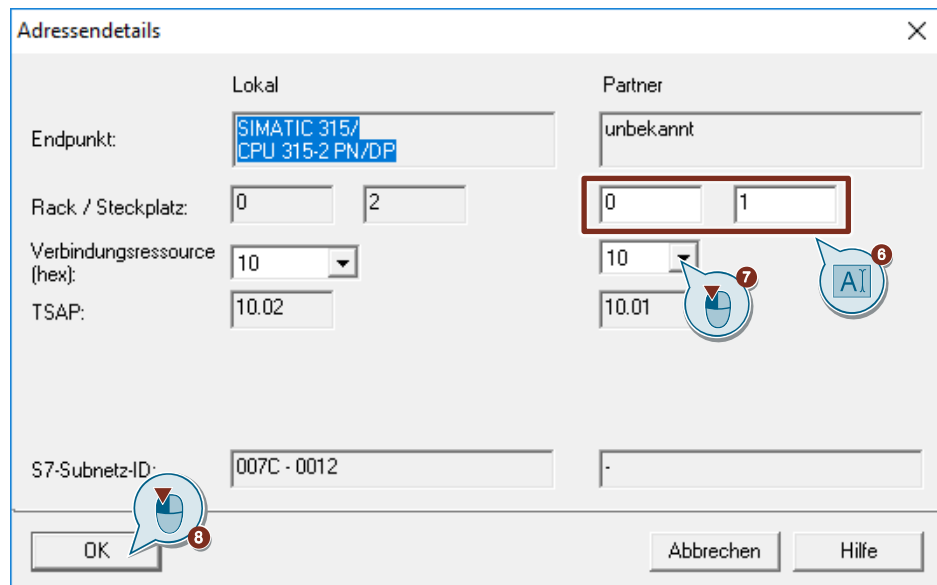 Adressendetails
Lokal Partner
Endpunkt: SIMATIC 315/ unbekannt
CPU 315-2 PN/DP
Rack / Steckplatz: 0 2 0 1
6
AI
Verbindungsressource 10 10
(hex):
7
TSAP: 10.02 10.01
S7-Subnetz-ID: 007C - 0012 -
8
OK Abbrechen Hilfe